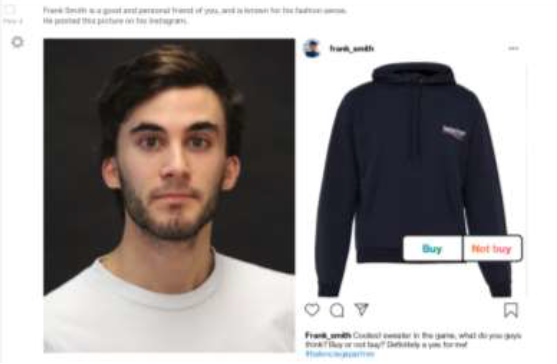 Frank Smith is a good and personal friend of you, and is known for his fashion sense.
He posted this picture on his Instagram.
frank_smith
Buy
Not buy
Frank_smith Coolest sweater in the game, what do you guys
think? Buy or not buy? Definitely a yes for me!